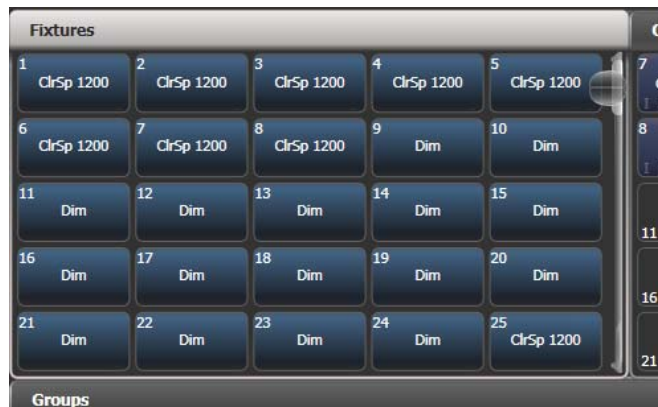 Fixtures
1 2 3 4 5
ClrSp 1200 ClrSp 1200 ClrSp 1200 ClrSp 1200 ClrSp 1200
6 7 8 9 10
ClrSp 1200 ClrSp 1200 ClrSp 1200 Dim Dim
11 12 13 14 15
Dim Dim Dim Dim Dim
16 17 18 19 20
Dim Dim Dim Dim Dim
21 22 23 24 25
Dim Dim Dim Dim ClrSp 1200
7
8
11
16
21
Groups